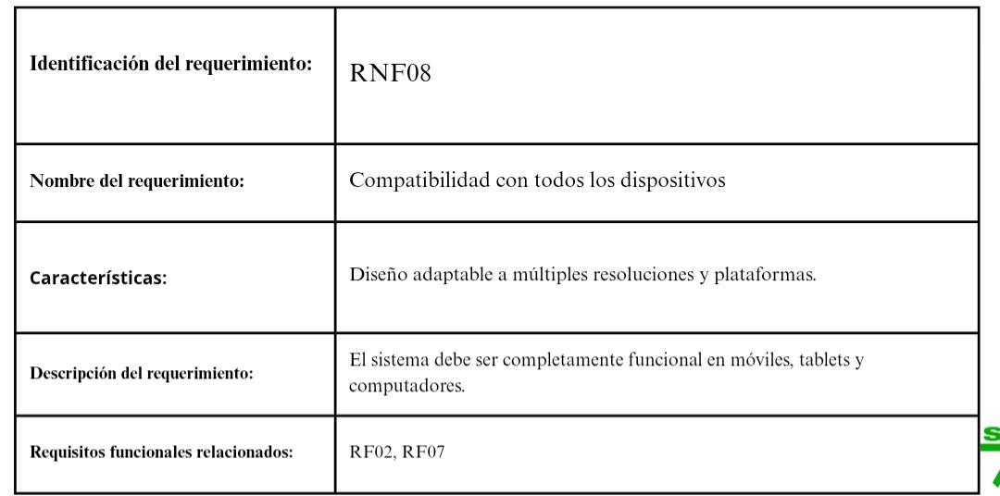 Identificación del requerimiento:
RNF08
Nombre del requerimiento:
Compatibilidad con todos los dispositivos
Características:
Diseño adaptable a múltiples resoluciones y plataformas.
Descripción del requerimiento:
El sistema debe ser completamente funcional en móviles, tablets y
computadores.
Requisitos funcionales relacionados:
RF02, RF07